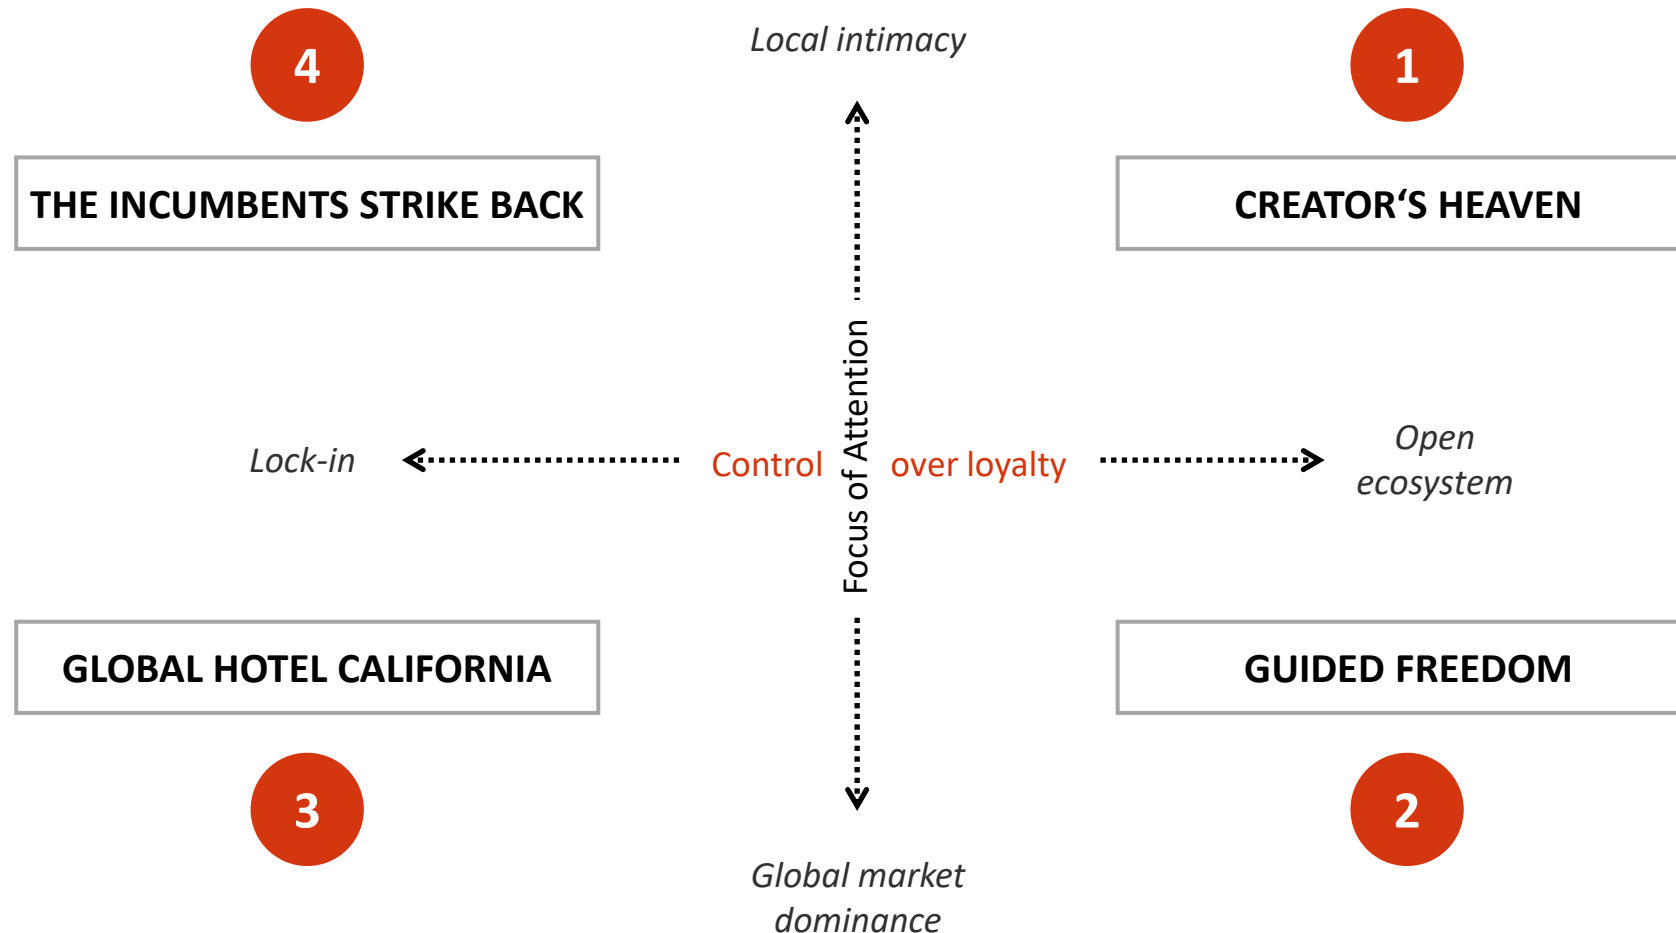 4
Local intimacy
1
THE INCUMBENTS STRIKE BACK
CREATOR‘S HEAVEN
Focus of Attention
Lock-in
Control over loyalty
Open
ecosystem
GLOBAL HOTEL CALIFORNIA
GUIDED FREEDOM
3
2
Global market
dominance